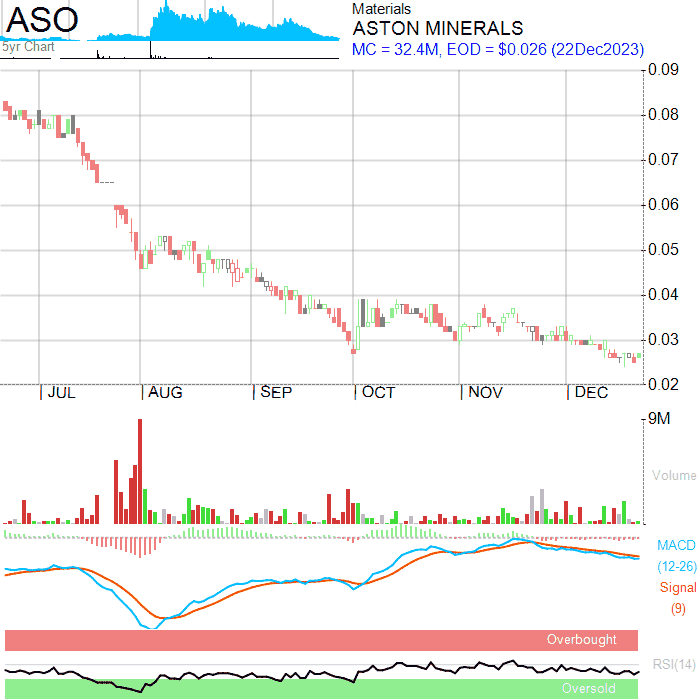 ASO
5yr Chart
Materials
ASTON MINERALS
MC = 32.4M, EOD = $0.026 (22Dec2023)
0.09
0.08
0.07
0.06
0.05
0.04
0.03
0.02
JUL AUG SEP OCT NOV DEC
9M
Volume
MACD
(12-26)
Signal
(9)
Overbought
RSI(14)
Oversold